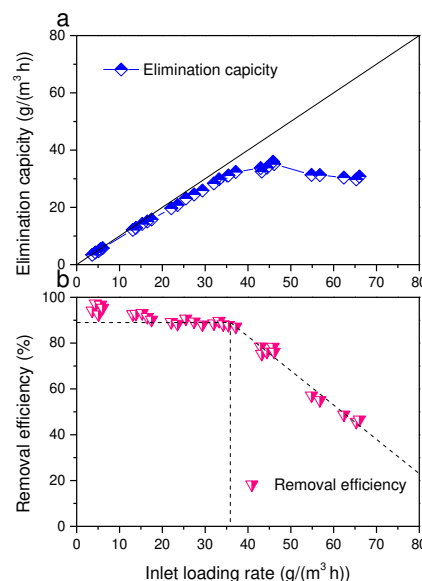 a
80
60
40
20
0
Elimination capicity (g/(m³ h))
Elimination capicity
0 10 20 30 40 50 60 70 80
b
100
80
60
40
20
0
Removal efficiency (%)
Removal efficiency
0 10 20 30 40 50 60 70 80
Inlet loading rate (g/(m³ h))